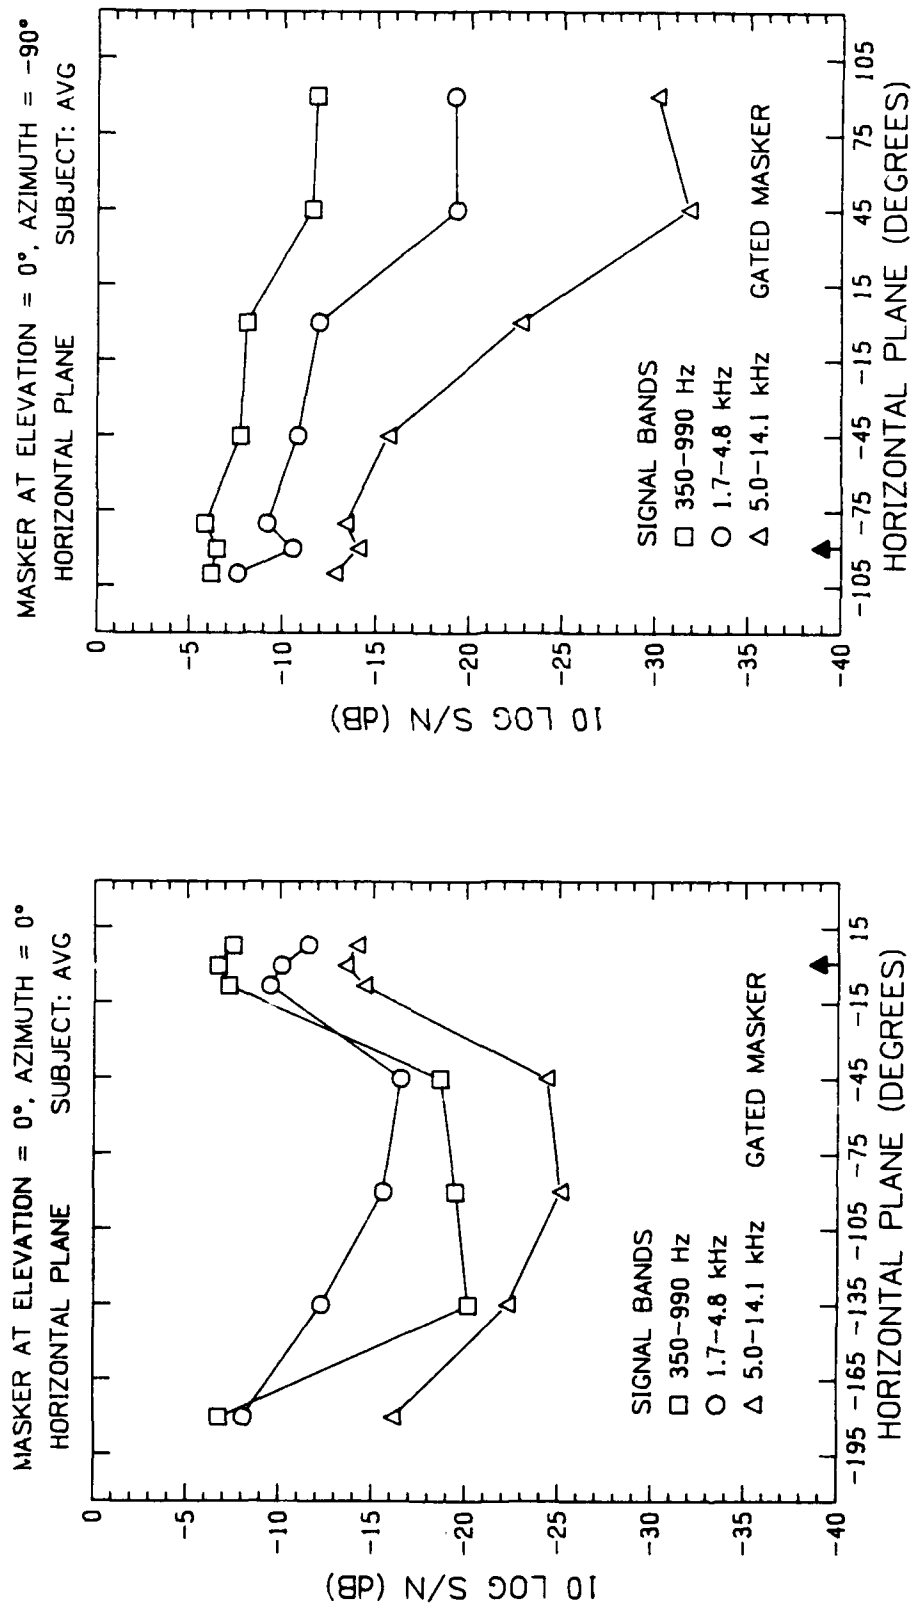 MASKER AT ELEVATION = 0°, AZIMUTH = 0°
HORIZONTAL PLANE SUBJECT: AVG
0
-5
-10
-15
-20
-25
-30
-35
-40
10 LOG S/N (dB)
SIGNAL BANDS
350-990 Hz
1.7-4.8 kHz
5.0-14.1 kHz GATED MASKER
-195 -165 -135 -105 -75 -45 -15 15
HORIZONTAL PLANE (DEGREES)
MASKER AT ELEVATION = 0°, AZIMUTH = -90°
HORIZONTAL PLANE SUBJECT: AVG
0
-5
-10
-15
-20
-25
-30
-35
-40
10 LOG S/N (dB)
SIGNAL BANDS
350-990 Hz
1.7-4.8 kHz
5.0-14.1 kHz GATED MASKER
-105 -75 -45 -15 15 45 75 105
HORIZONTAL PLANE (DEGREES)